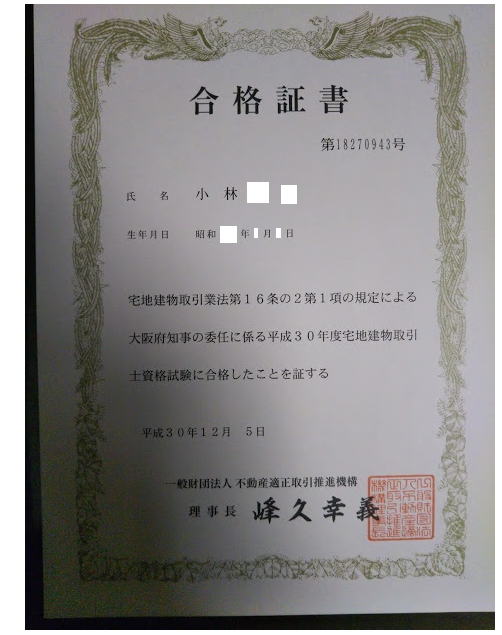 合格証書
第18270943号
氏 名 小 林
生年月日 昭和 年 月 日
宅地建物取引業法第16条の2第1項の規定による
大阪府知事の委任に係る平成30年度宅地建物取引
士資格試験に合格したことを証する
平成30年12月 5日
一般財団法人 不動産適正取引推進機構
理事長 峰久幸義